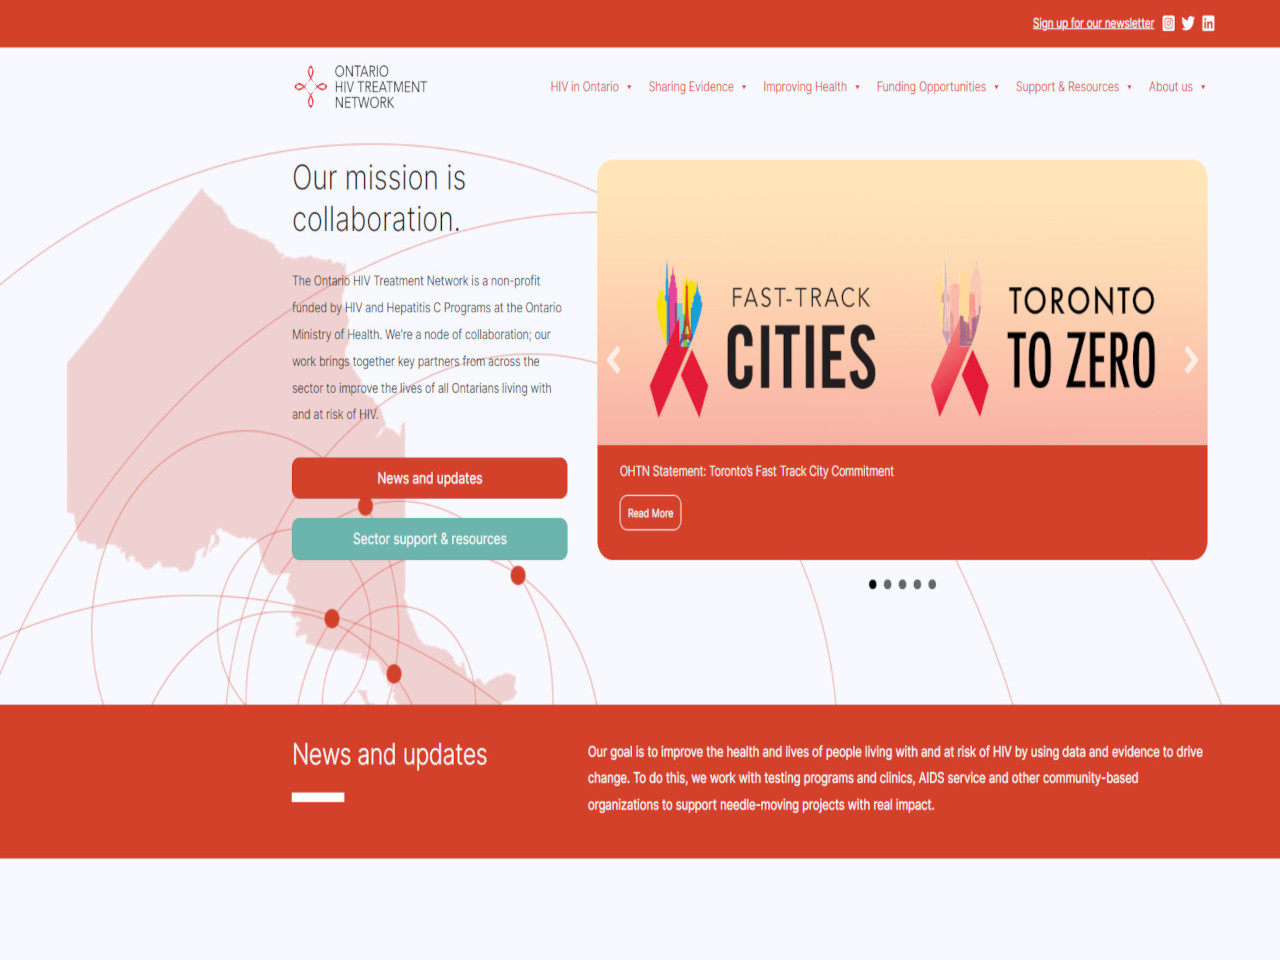 Sign up for our newsletter
ONTARIO
HIV TREATMENT
NETWORK
HIV in Ontario
Sharing Evidence
Improving Health
Funding Opportunities
Support & Resources
About us
Our mission is
collaboration.
The Ontario HIV Treatment Network is a non-profit
funded by HIV and Hepatitis C Programs at the Ontario
Ministry of Health. We're a node of collaboration; our
work brings together key partners from across the
sector to improve the lives of all Ontarians living with
and at risk of HIV.
News and updates
Sector support & resources
FAST-TRACK
CITIES
TORONTO
TO ZERO
OHTN Statement: Toronto's Fast Track City Commitment
Read More
News and updates
Our goal is to improve the health and lives of people living with and at risk of HIV by using data and evidence to drive
change. To do this, we work with testing programs and clinics, AIDS service and other community-based
organizations to support needle-moving projects with real impact.